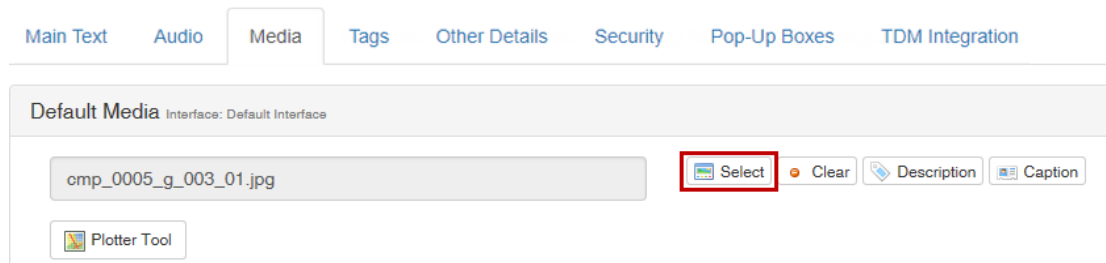 Main Text Audio Media Tags Other Details Security Pop-Up Boxes TDM Integration
Default Media Interface: Default Interface
cmp_0005_g_003_01.jpg Select Clear Description Caption
Plotter Tool